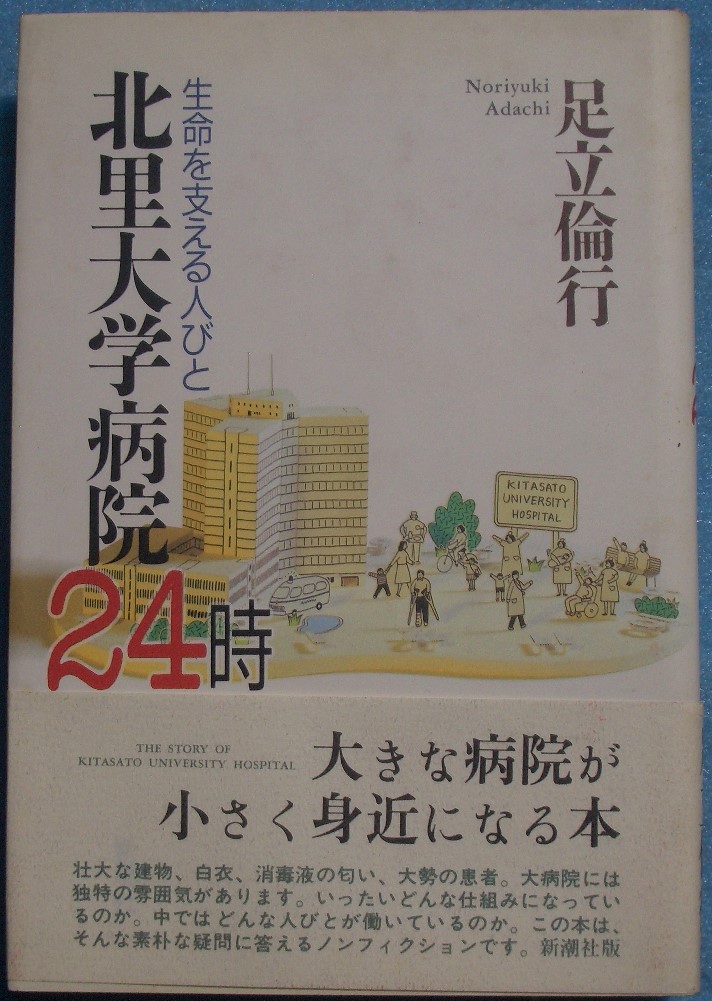 足立倫行
Noriyuki
Adachi
生命を支える人びと
北里大学病院
24時
KITASATO
UNIVERSITY
HOSPITAL
THE STORY OF
KITASATO UNIVERSITY HOSPITAL
大きな病院が
小さく身近になる本
壮大な建物、白衣、消毒液の匂い、大勢の患者。大病院には
独特の雰囲気があります。いったいどんな仕組みになってい
るのか。中では どんな人びとが働いているのか。この本は、
そんな素朴な疑問に答えるノンフィクションです。新潮社版